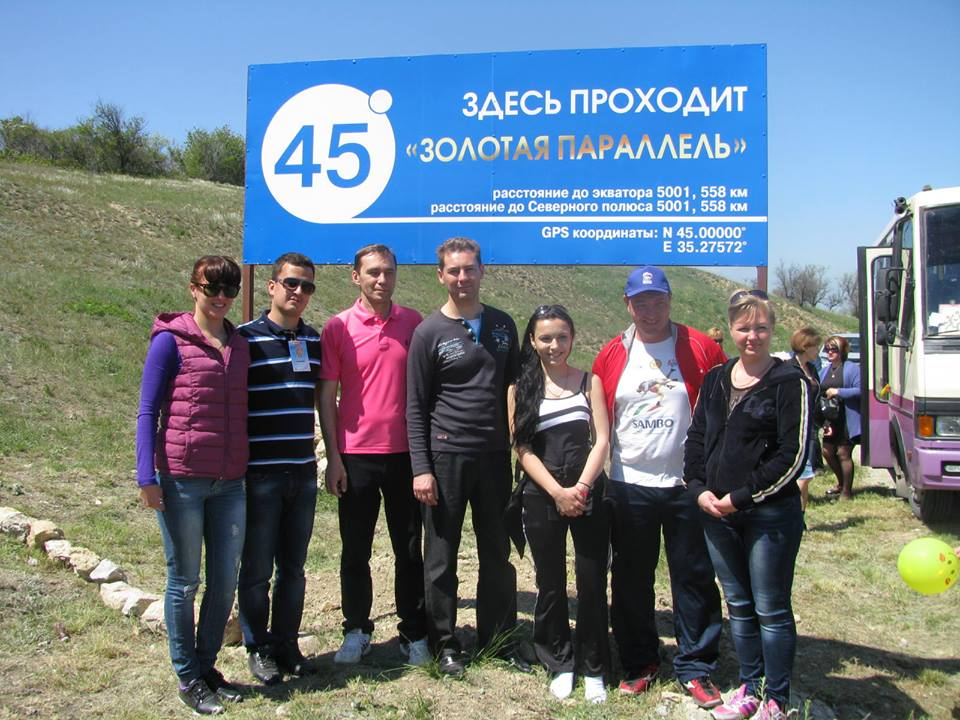 45
ЗДЕСЬ ПРОХОДИТ
«ЗОЛОТАЯ ПАРАЛЛЕЛЬ»
расстояние до экватора 5001, 558 км
расстояние до Северного полюса 5001, 558 км
GPS координаты: N 45.00000°
E 35.27572°
SAMBO